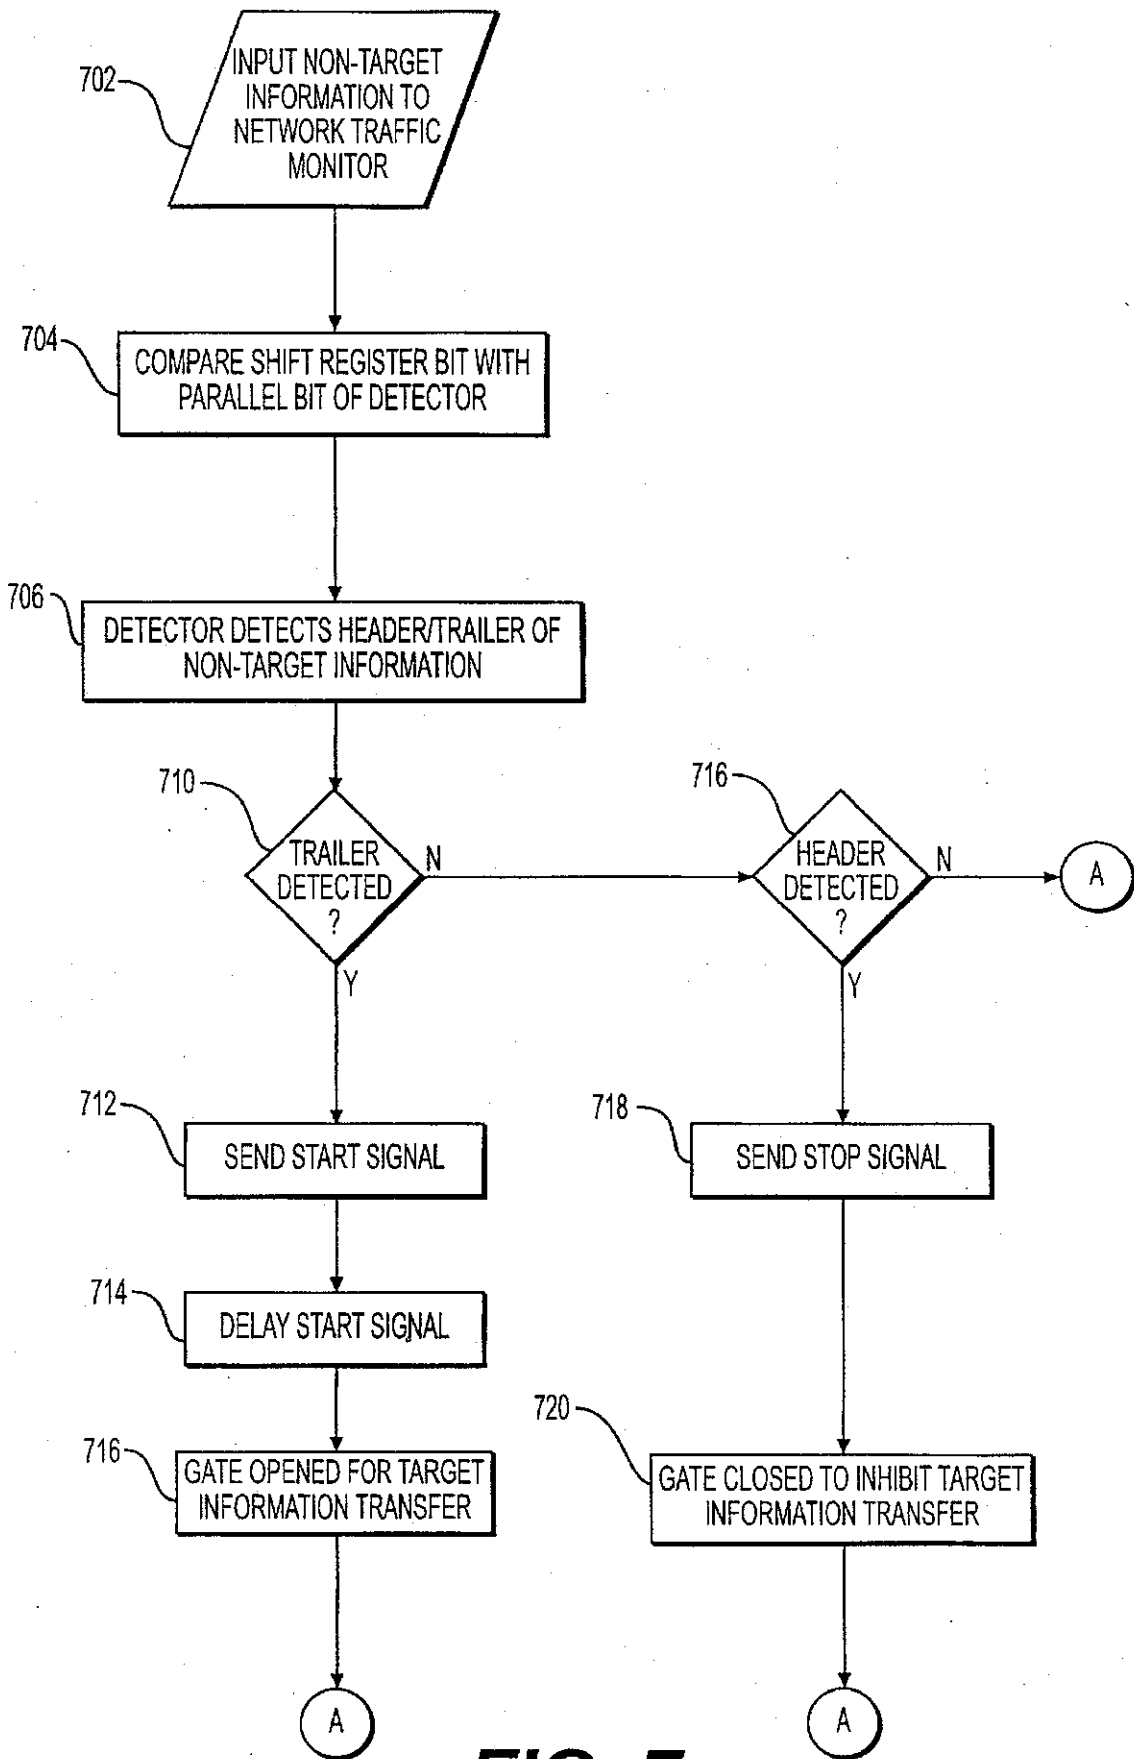 702
INPUT NON-TARGET
INFORMATION TO
NETWORK TRAFFIC
MONITOR
704
COMPARE SHIFT REGISTER BIT WITH
PARALLEL BIT OF DETECTOR
706
DETECTOR DETECTS HEADER/TRAILER OF
NON-TARGET INFORMATION
710
TRAILER
DETECTED
?
N
Y
716
HEADER
DETECTED
?
N
A
Y
712
SEND START SIGNAL
718
SEND STOP SIGNAL
714
DELAY START SIGNAL
716
GATE OPENED FOR TARGET
INFORMATION TRANSFER
720
GATE CLOSED TO INHIBIT TARGET
INFORMATION TRANSFER
A
A
FIG. 7